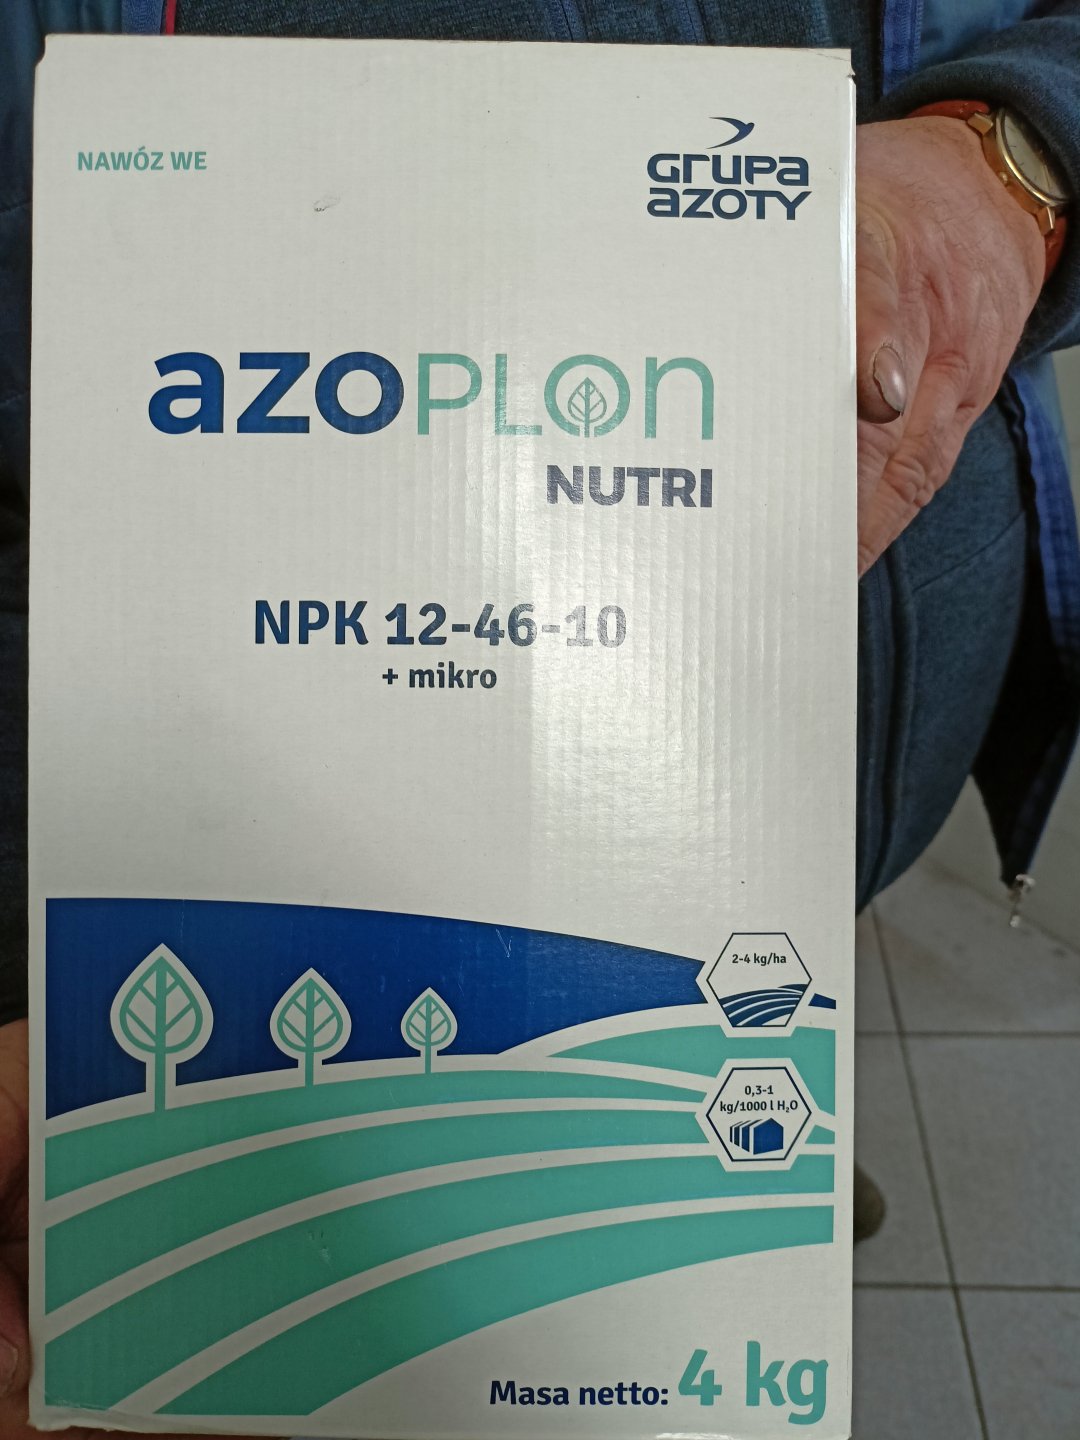 NAWÓZ WE
GRUPA
AZOTY
azoPLOn
NUTRI
NPK 12-46-10
+ mikro
2-4 kg/ha
0,3-1
kg/1000 l H₂O
Masa netto: 4 kg